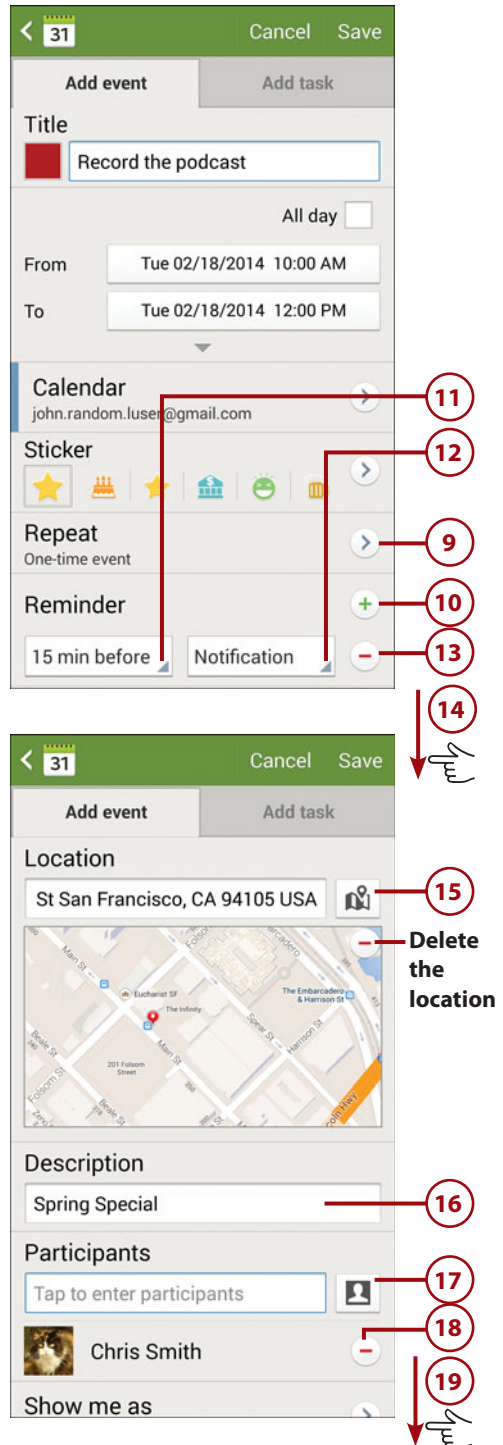 31 Cancel Save
Add event Add task
Title
Record the podcast
All day
From Tue 02/18/2014 10:00 AM
To Tue 02/18/2014 12:00 PM
Calendar
john.random.luser@gmail.com
11
Sticker
12
Repeat
One-time event
9
Reminder
10
15 min before Notification
13
14
31 Cancel Save
Add event Add task
Location
St San Francisco, CA 94105 USA
15
Delete
the
location
Main St
Eucharist SF
The Infinity
The Embarcadero
& Harrison St
Beale St
Spear St
Harrison St
201 Folsom
Street
Main St
Folsom St
Beale St
Description
Spring Special
16
Participants
Tap to enter participants
17
Chris Smith
18
19
Show me as